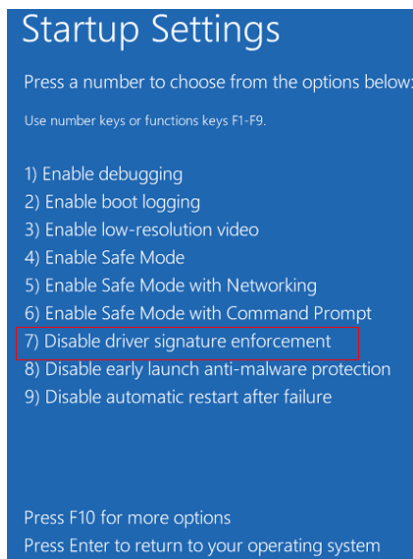 Startup Settings
Press a number to choose from the options below:
Use number keys or functions keys F1-F9.
1) Enable debugging
2) Enable boot logging
3) Enable low-resolution video
4) Enable Safe Mode
5) Enable Safe Mode with Networking
6) Enable Safe Mode with Command Prompt
7) Disable driver signature enforcement
8) Disable early launch anti-malware protection
9) Disable automatic restart after failure
Press F10 for more options
Press Enter to return to your operating system